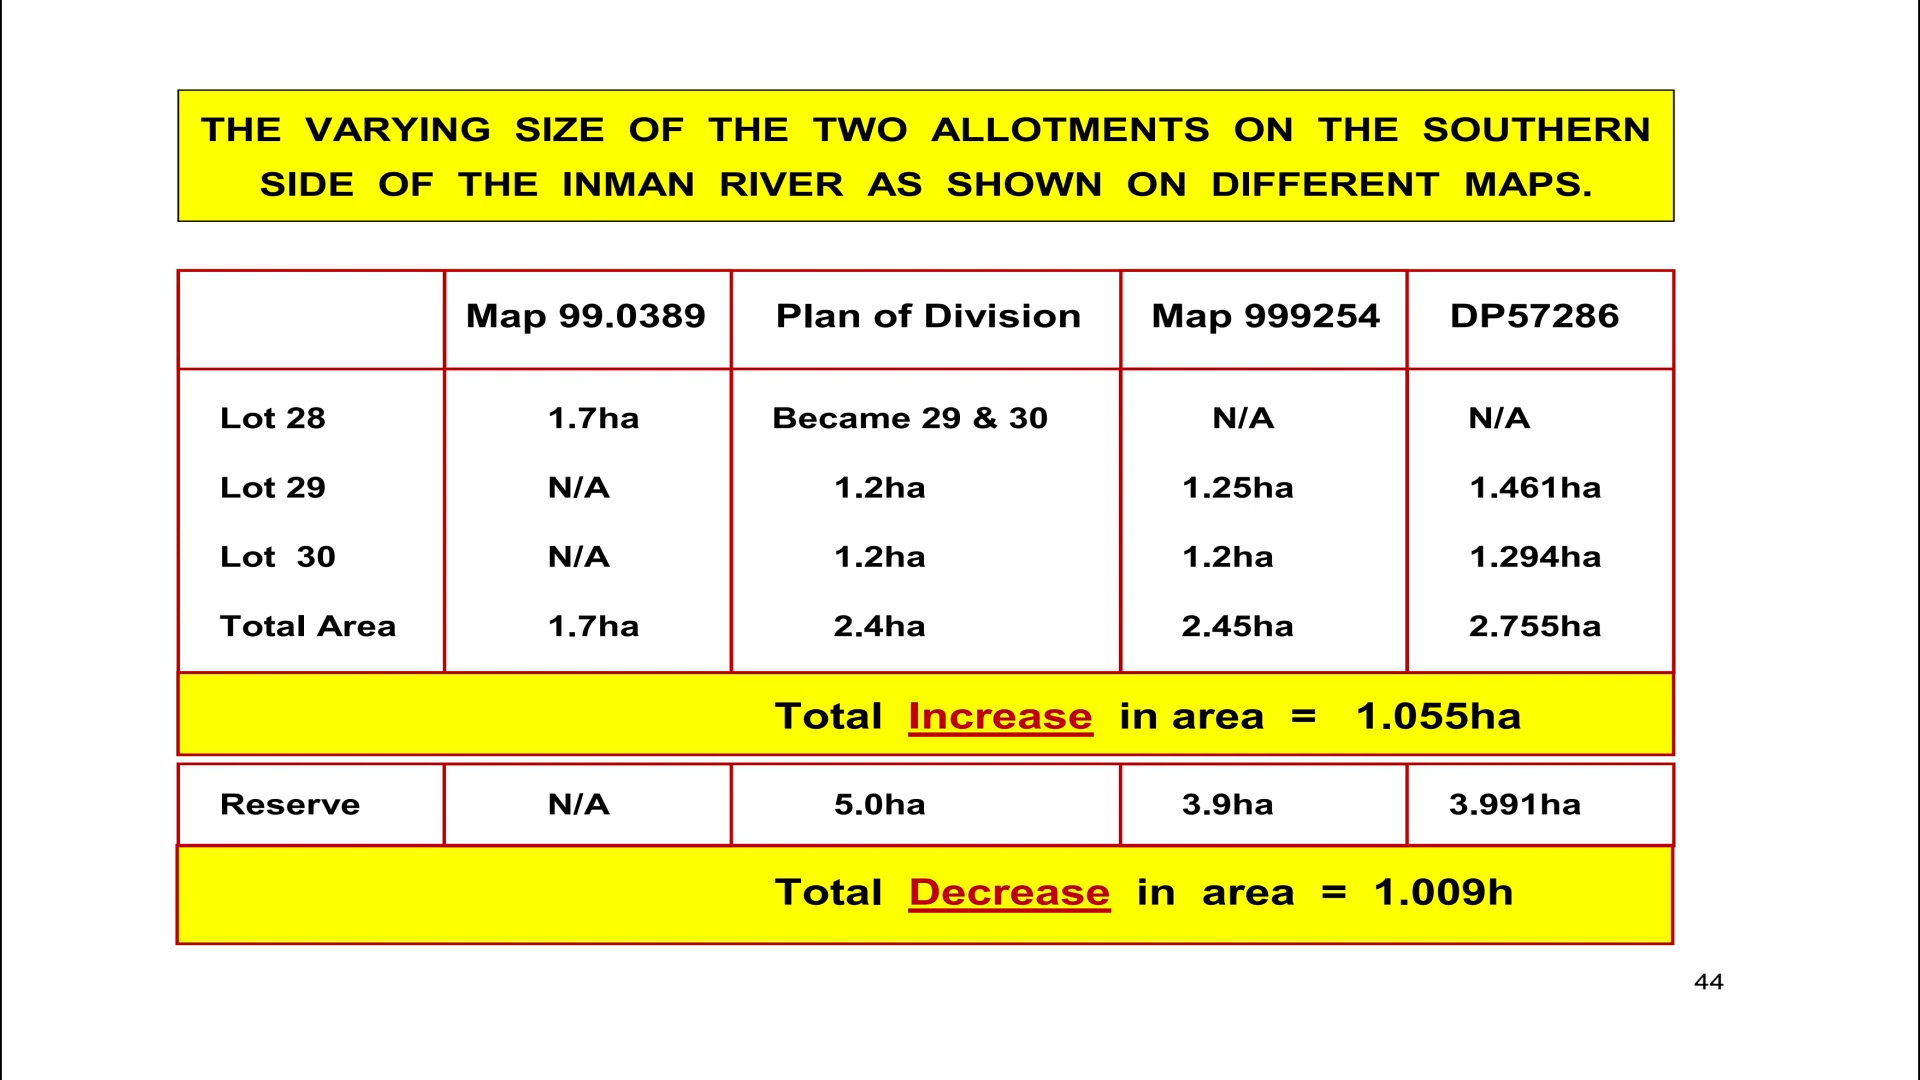 THE VARYING SIZE OF THE TWO ALLOTMENTS ON THE SOUTHERN
SIDE OF THE INMAN RIVER AS SHOWN ON DIFFERENT MAPS.
Map 99.0389 Plan of Division Map 999254 DP57286
Lot 28 1.7ha Became 29 & 30 N/A N/A
Lot 29 N/A 1.2ha 1.25ha 1.461ha
Lot 30 N/A 1.2ha 1.2ha 1.294ha
Total Area 1.7ha 2.4ha 2.45ha 2.755ha
Total Increase in area = 1.055ha
Reserve N/A 5.0ha 3.9ha 3.991ha
Total Decrease in area = 1.009h
44